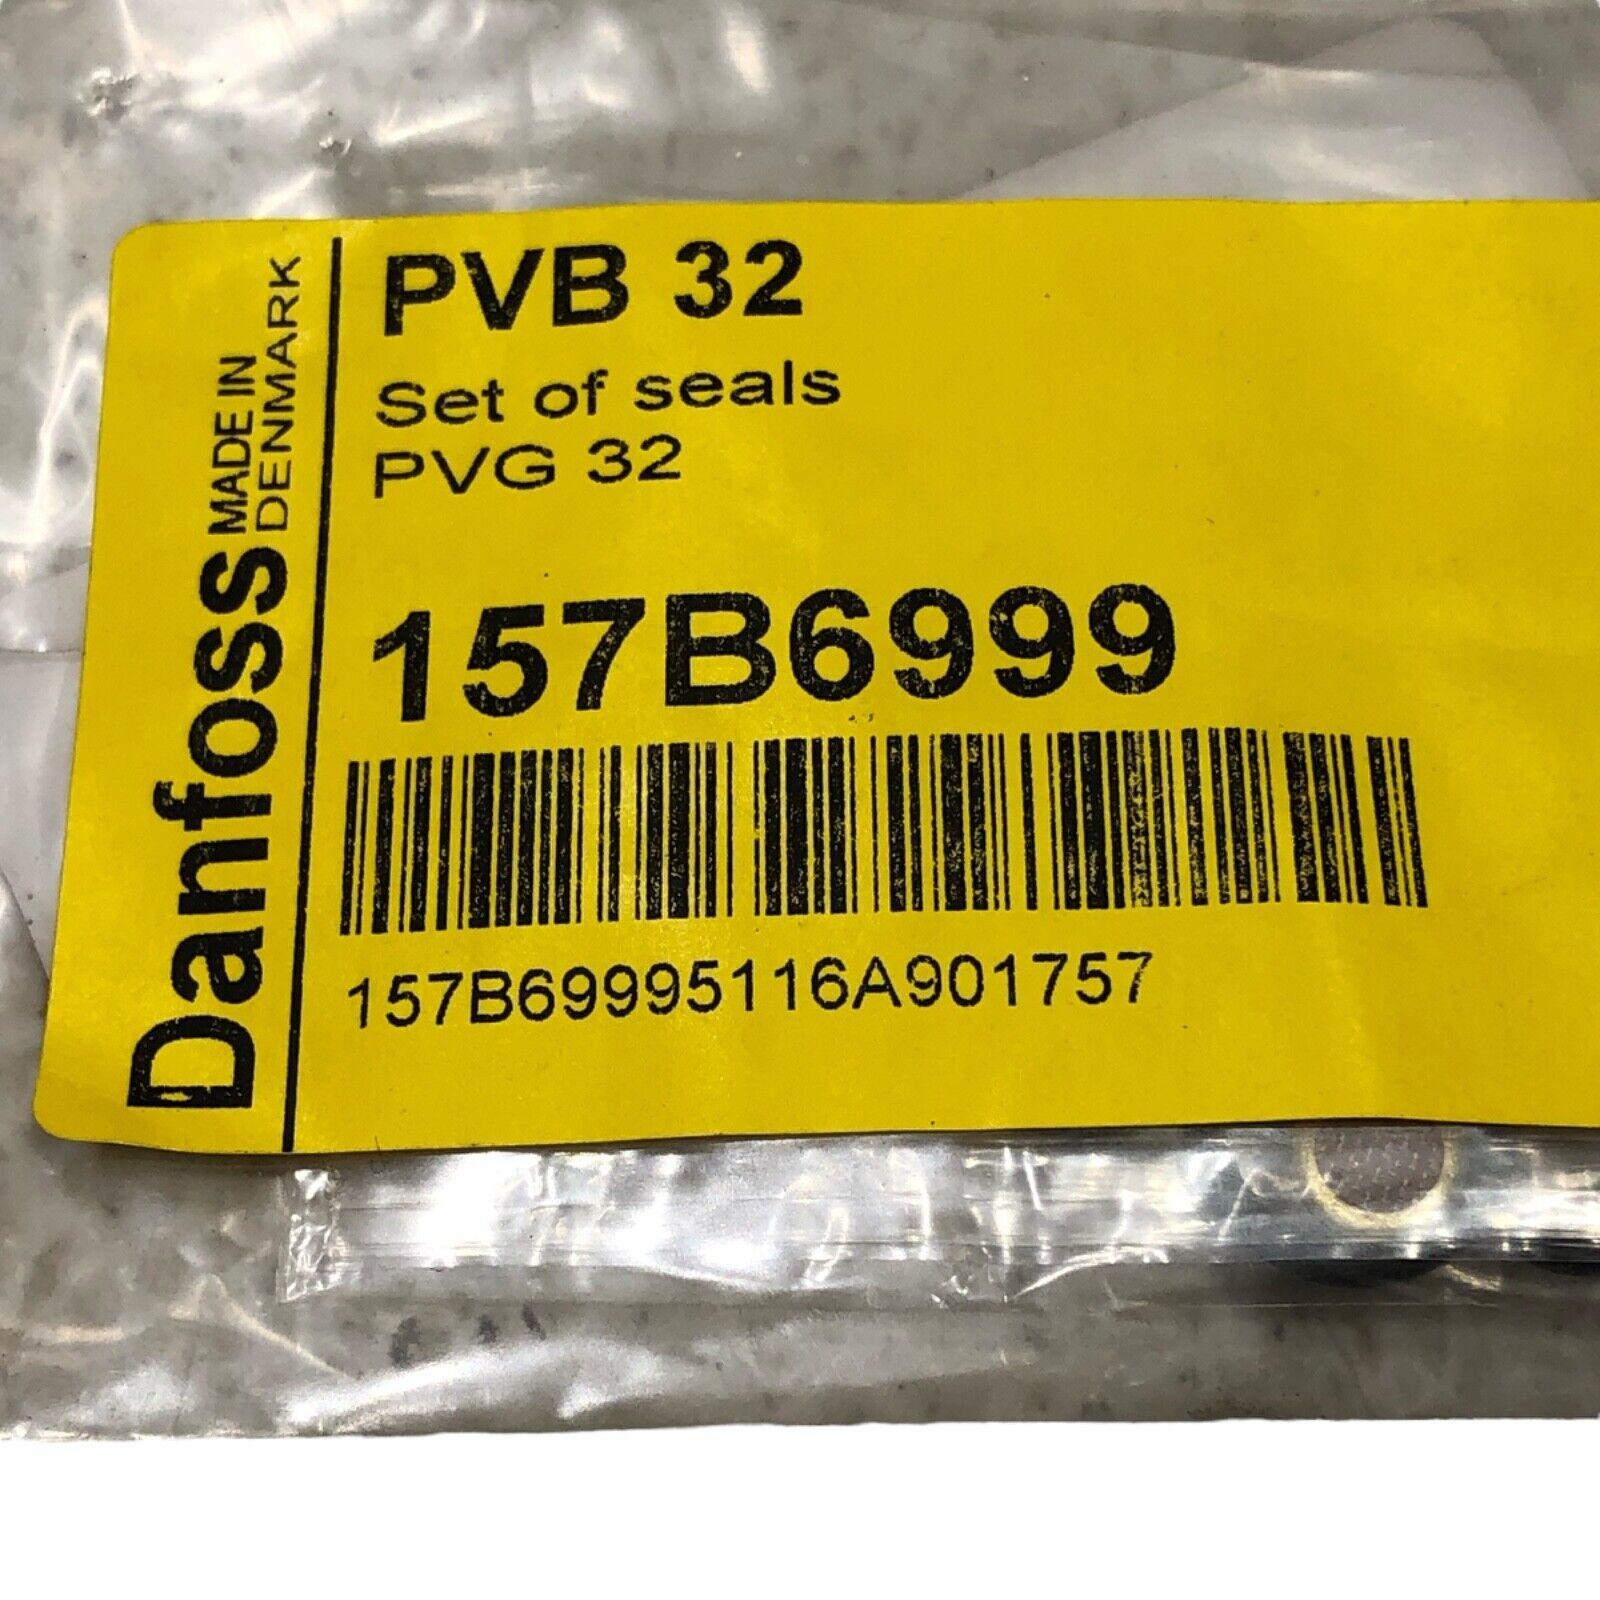 Danfoss
MADE IN
DENMARK
PVB 32
Set of seals
PVG 32
157B6999
157B69995116A901757